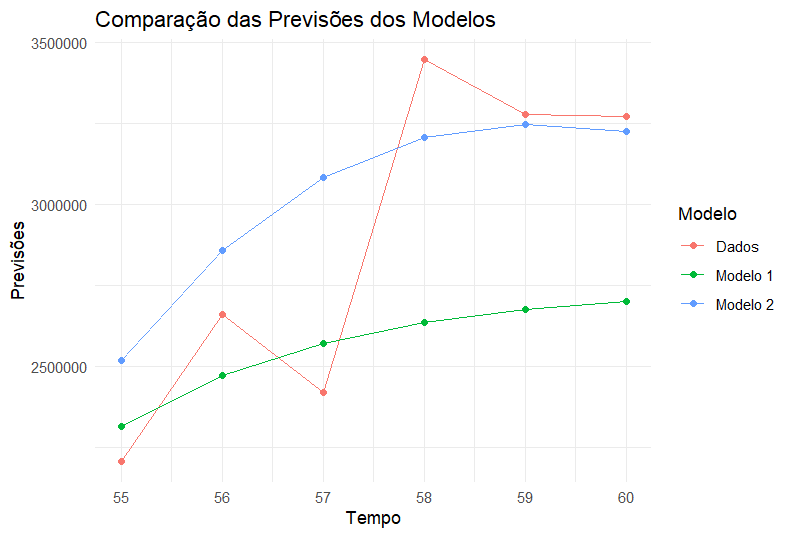 Comparação das Previsões dos Modelos
3500000
3000000
2500000
Previsões
55 56 57 58 59 60
Tempo
Modelo
Dados
Modelo 1
Modelo 2